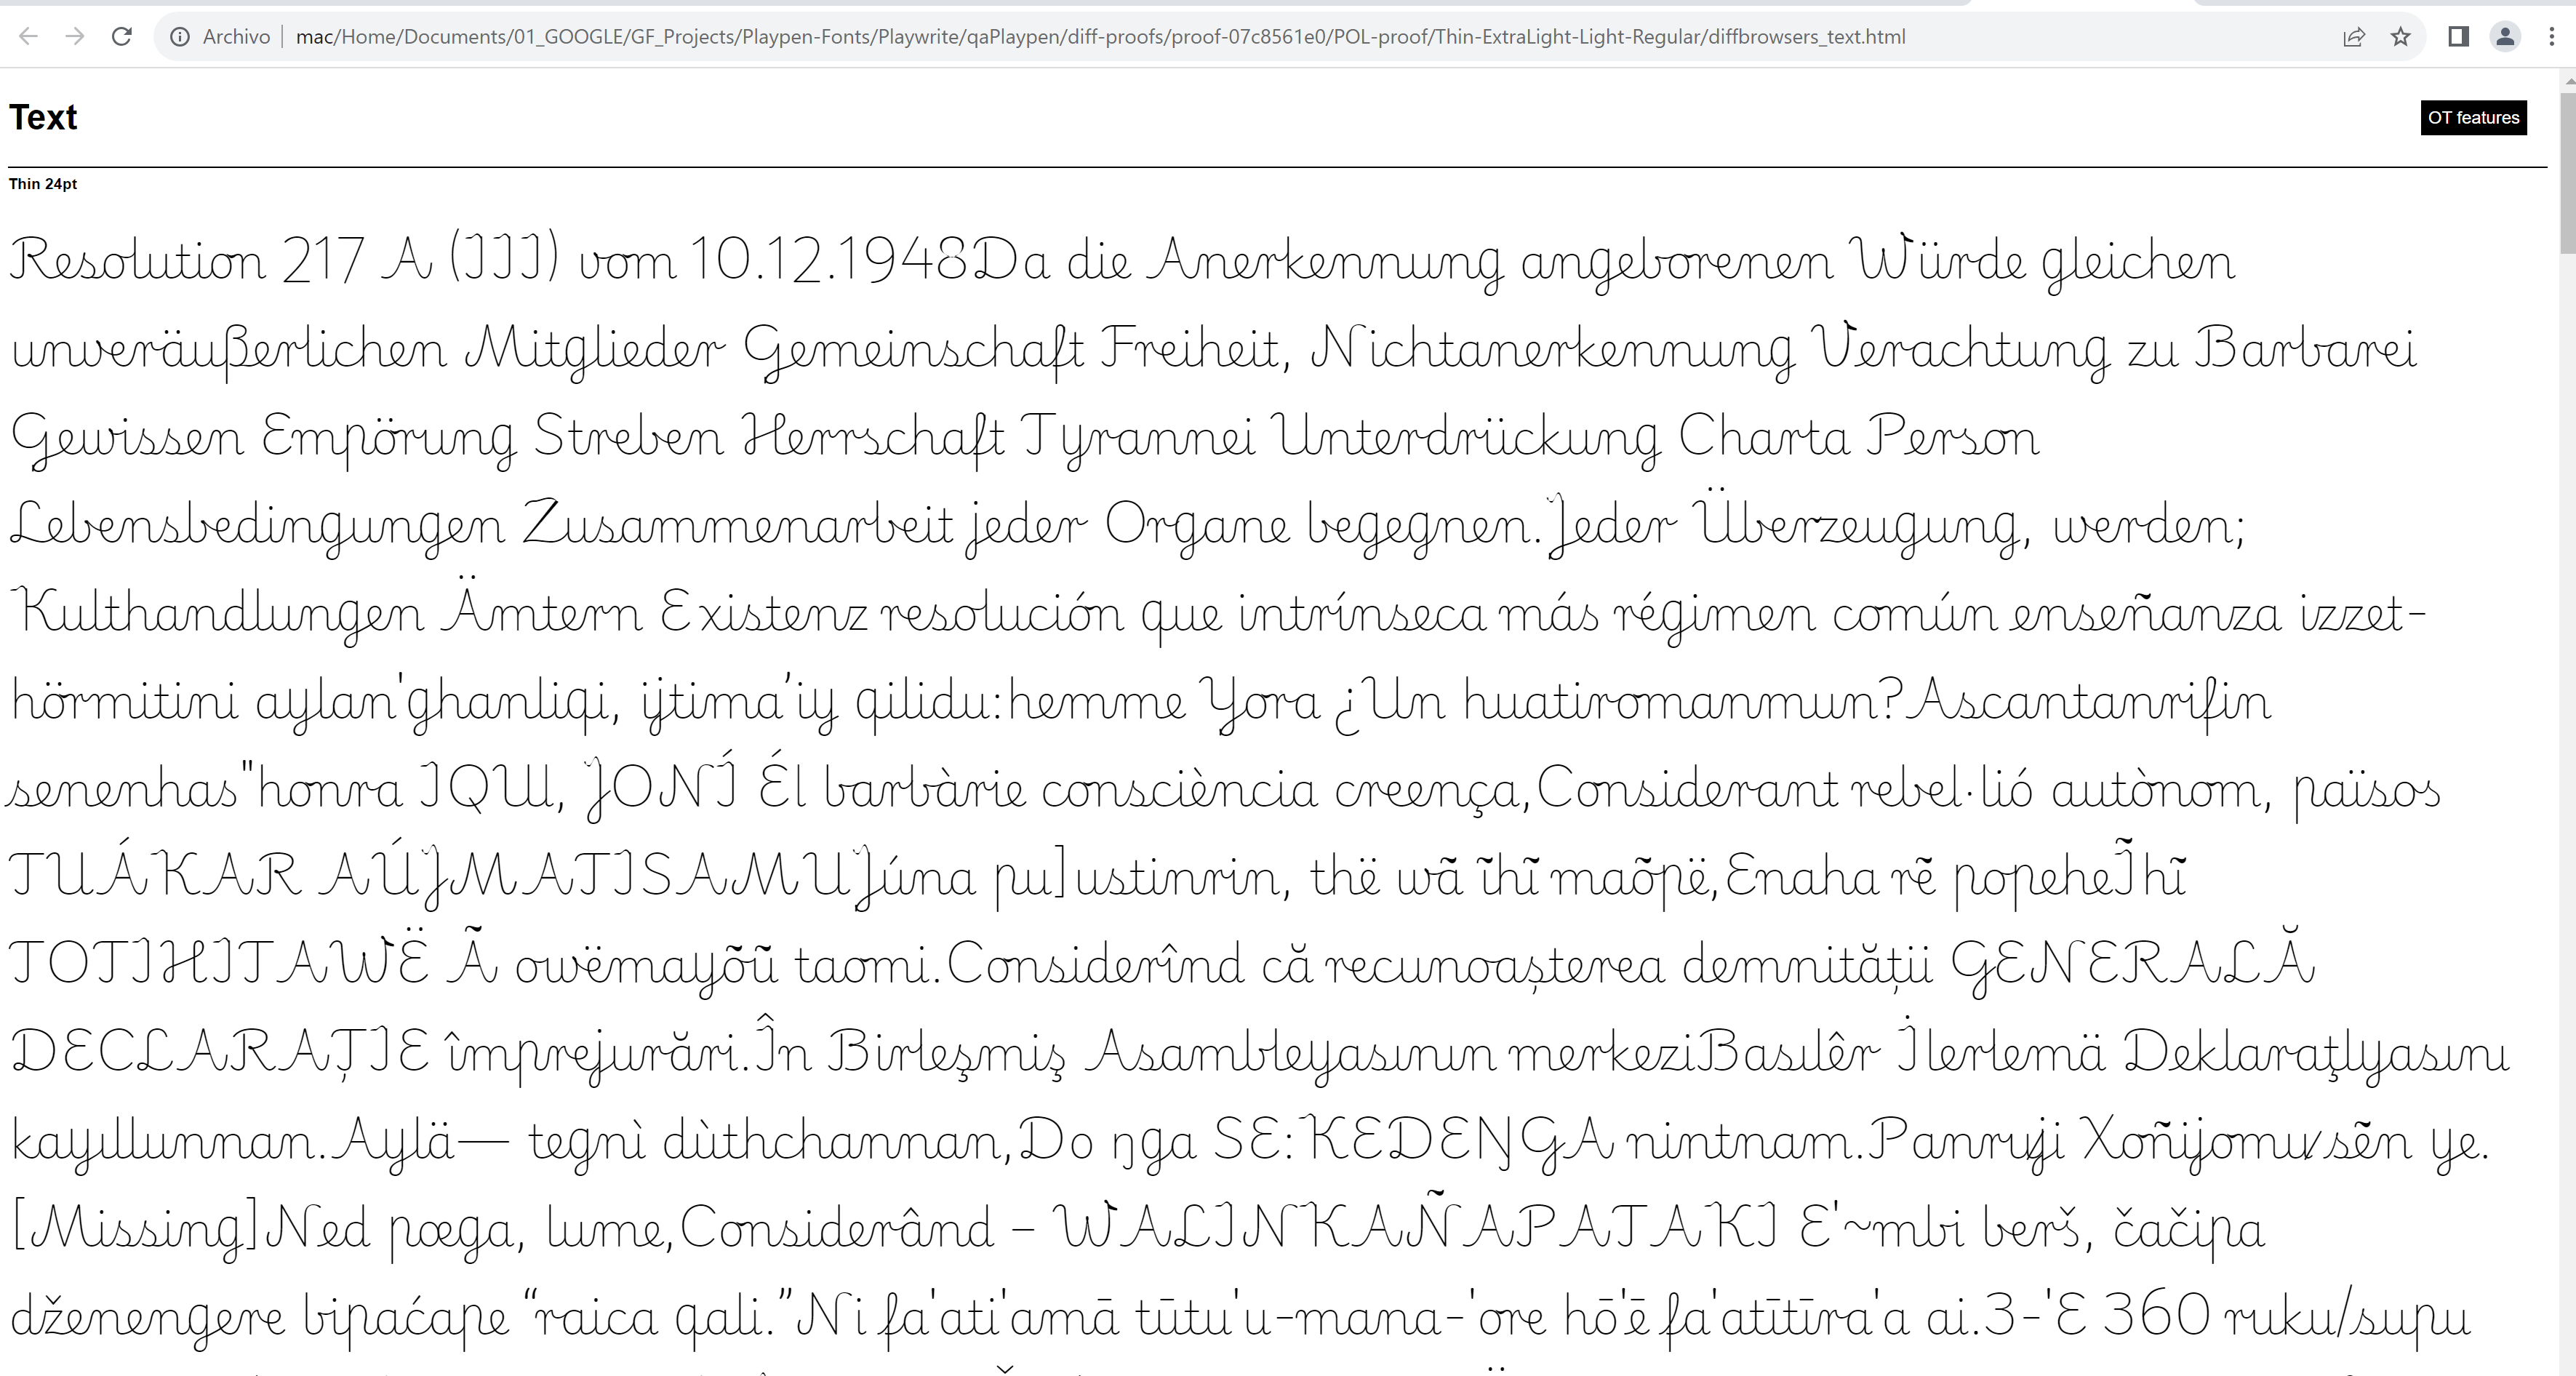 Archivo
mac/Home/Documents/01_GOOGLE/GF_Projects/Playpen-Fonts/Playwrite/qaPlaypen/diff-proofs/proof-07c8561e0/POL-proof/Thin-ExtraLight-Light-Regular/diffbrowsers_text.html
Text
OT features
Thin 24pt
Resolution 217 A (III) vom 10.12.1948Da die Anerkennung angeborenen Würde gleichen
unveräußerlichen Mitglieder Gemeinschaft Freiheit, Nichtanerkennung Verachtung zu Barbarei
Gewissen Empörung Streben Herrschaft Tyrannei Unterdrückung Charta Person
Lebensbedingungen Zusammenarbeit jeder Organe begegnen.Jeder Überzeugung, werden;
Kulthandlungen Ämtern Existenz resolución que intrínseca más régimen común enseñanza izzet-
hörmitini aylan'ghanliqi, ijtima’iy qilidu:hemme Yora ¿Un huatiromanmun?Ascantanrifin
senenhas"honra IQUI, JONÍ Él barbàrie consciència creença,Considerant rebel·lió autònom, països
TUÁKAR AÚJMATISAMUJúna pu]ustinrin, thë wã ĩhĩ maõpë,Enaha rẽ popeheĨhĩ
TOTIHITAWË Ã owëmayõũ taomi.Considerînd că recunoașterea demnității GENERALĂ
DECLARAȚIE împrejurări.În Birleşmiş Asambleyasının merkeziBasılêr İlerlemä Deklaraţlyasını
kayıllunnan.Aylä— tegnì dùthchannan,Do ŋga SE: KEDEŊGA nintnam.Panrɨji Xoñijomʉsẽn ye.
[Missing]Ned pœga, lume,Considerând – WALINKAÑAPATAKI E'~mbi berš, čačipa
dženengere bipaćape “raica qali.”Ni fa'ati'amā tūtu'u-mana-'ore hō'ē fa'atītīra'a ai.3-'E 360 ruku/supu